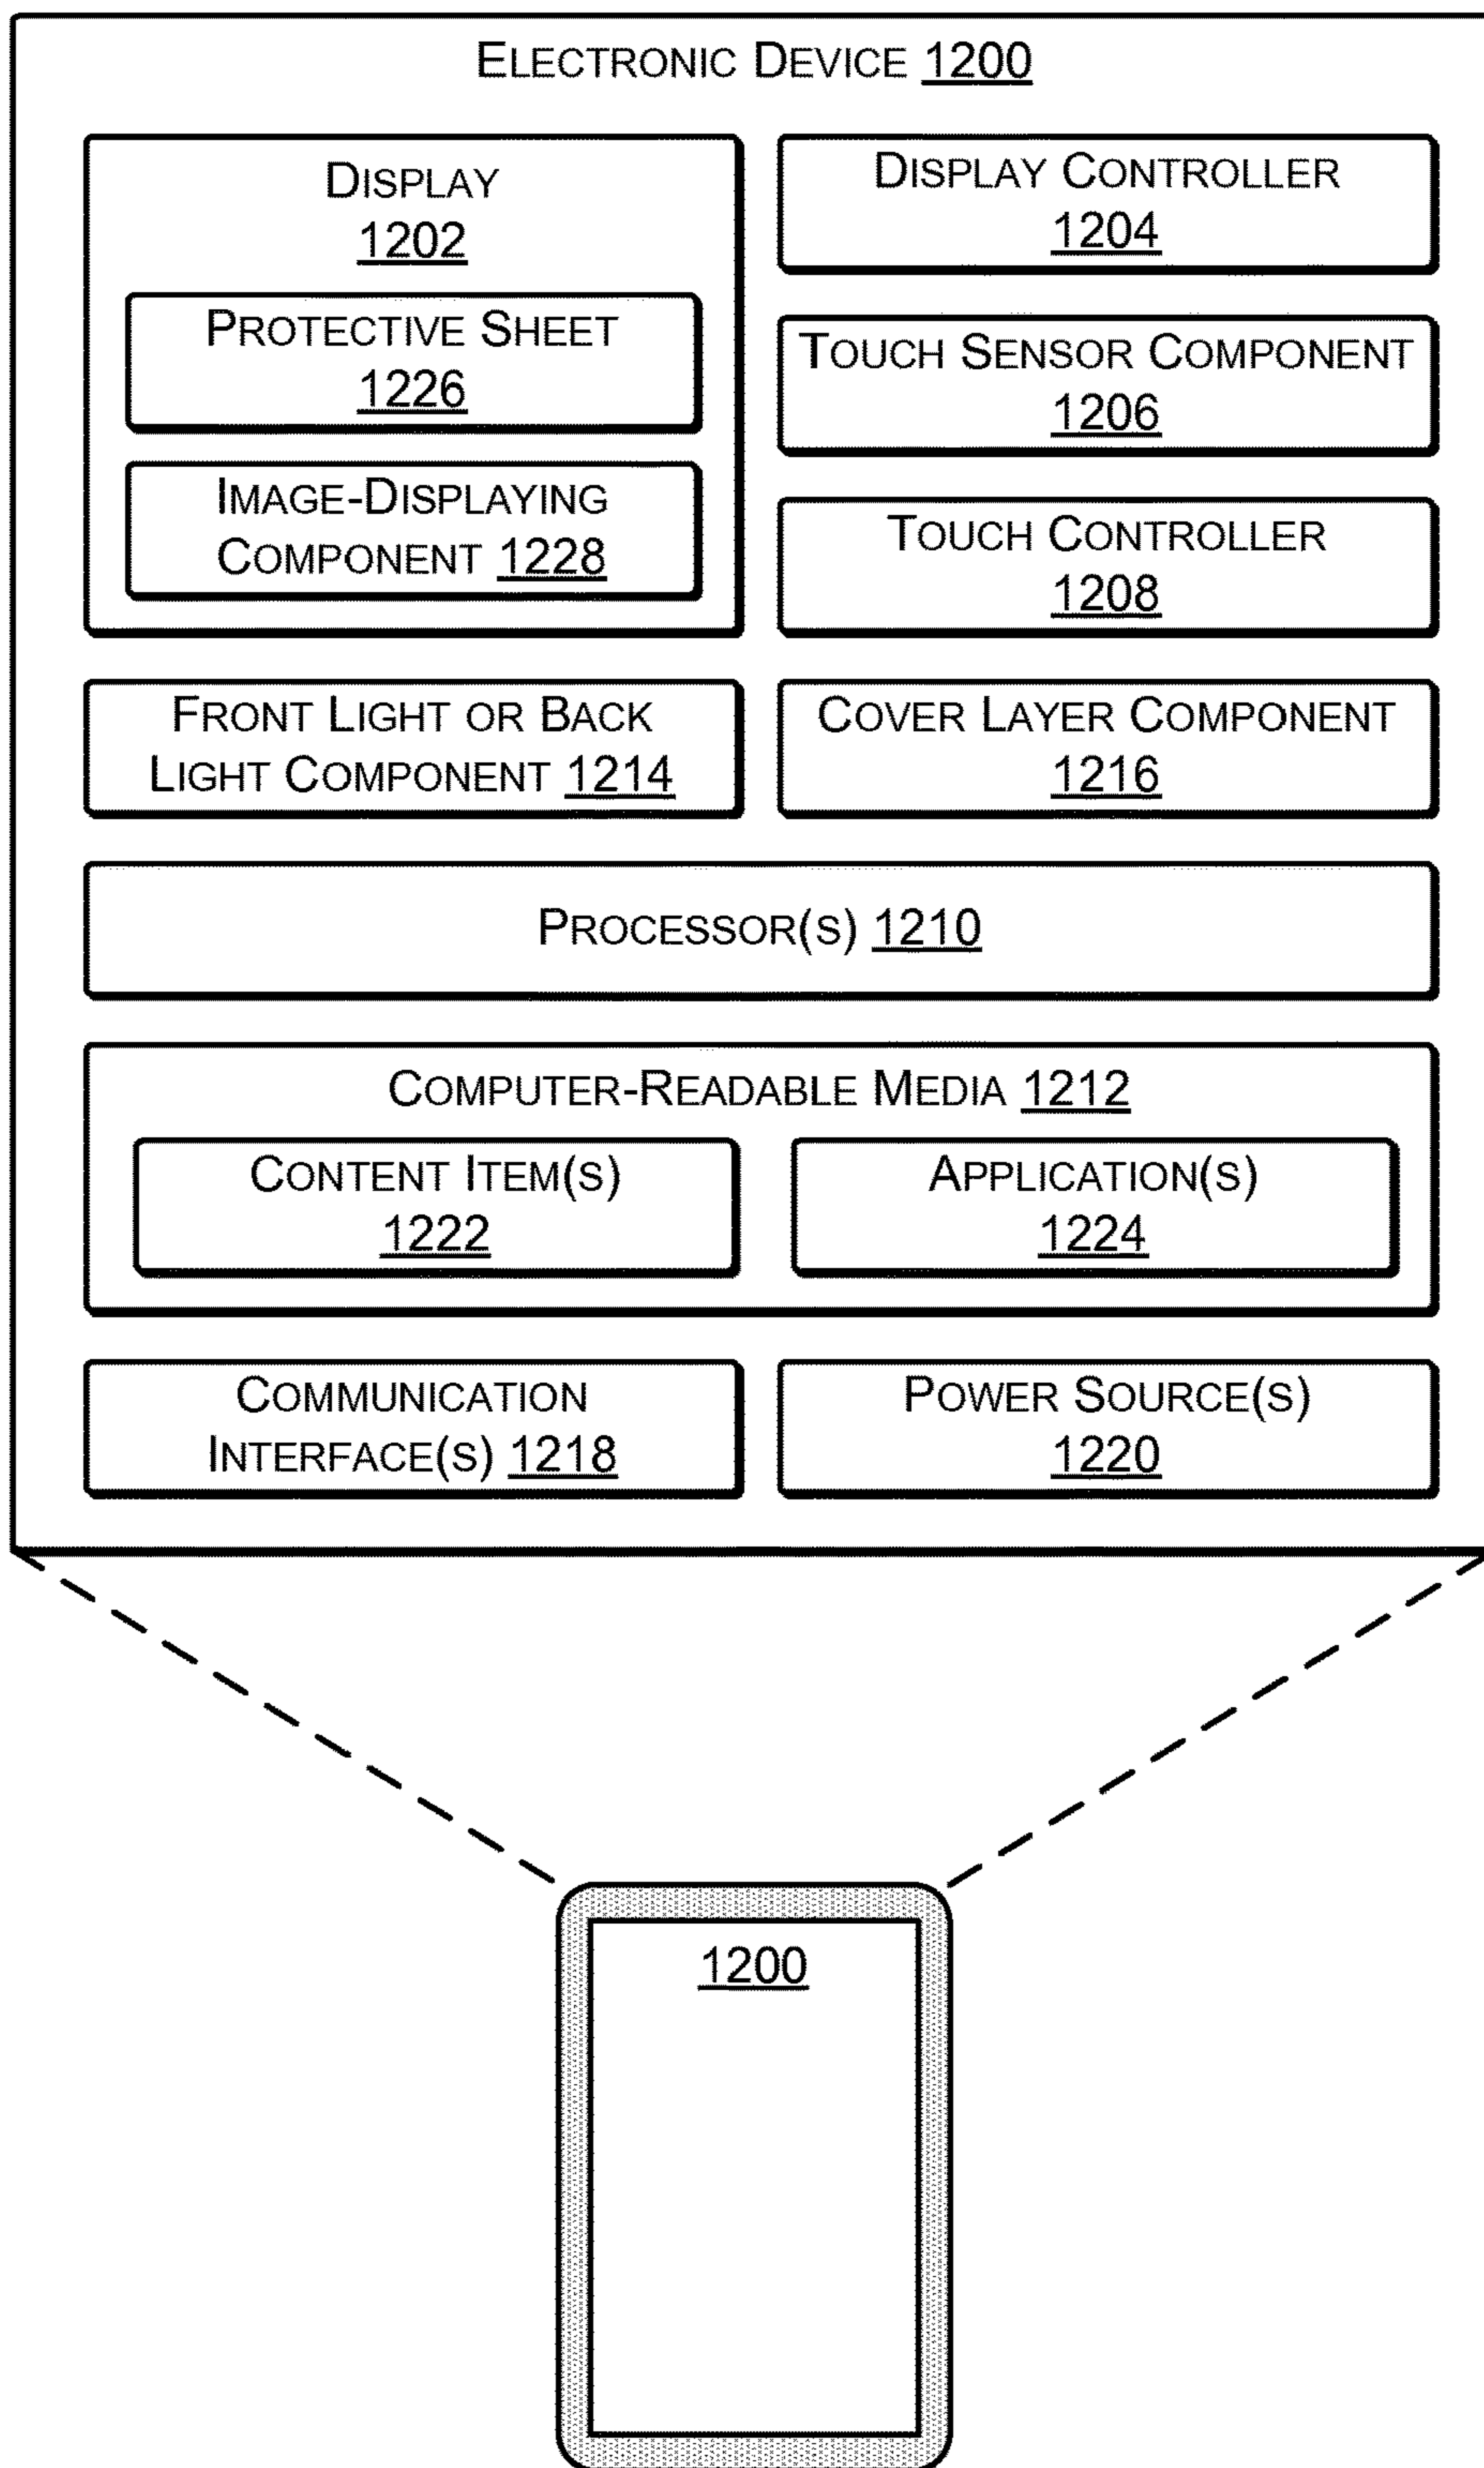 ELECTRONIC DEVICE 1200
DISPLAY
1202
PROTECTIVE SHEET
1226
IMAGE-DISPLAYING
COMPONENT 1228
DISPLAY CONTROLLER
1204
TOUCH SENSOR COMPONENT
1206
TOUCH CONTROLLER
1208
FRONT LIGHT OR BACK
LIGHT COMPONENT 1214
COVER LAYER COMPONENT
1216
PROCESSOR(S) 1210
COMPUTER-READABLE MEDIA 1212
CONTENT ITEM(S)
1222
APPLICATION(S)
1224
COMMUNICATION
INTERFACE(S) 1218
POWER SOURCE(S)
1220
1200